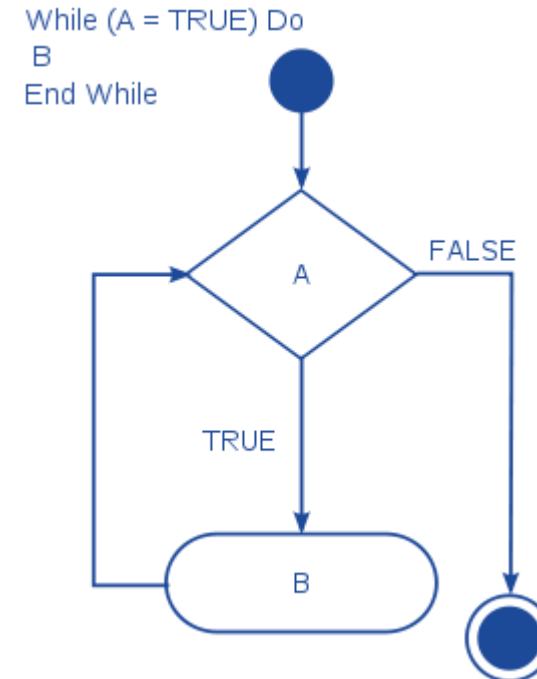 While (A = TRUE) Do
B
End While
A
FALSE
TRUE
B